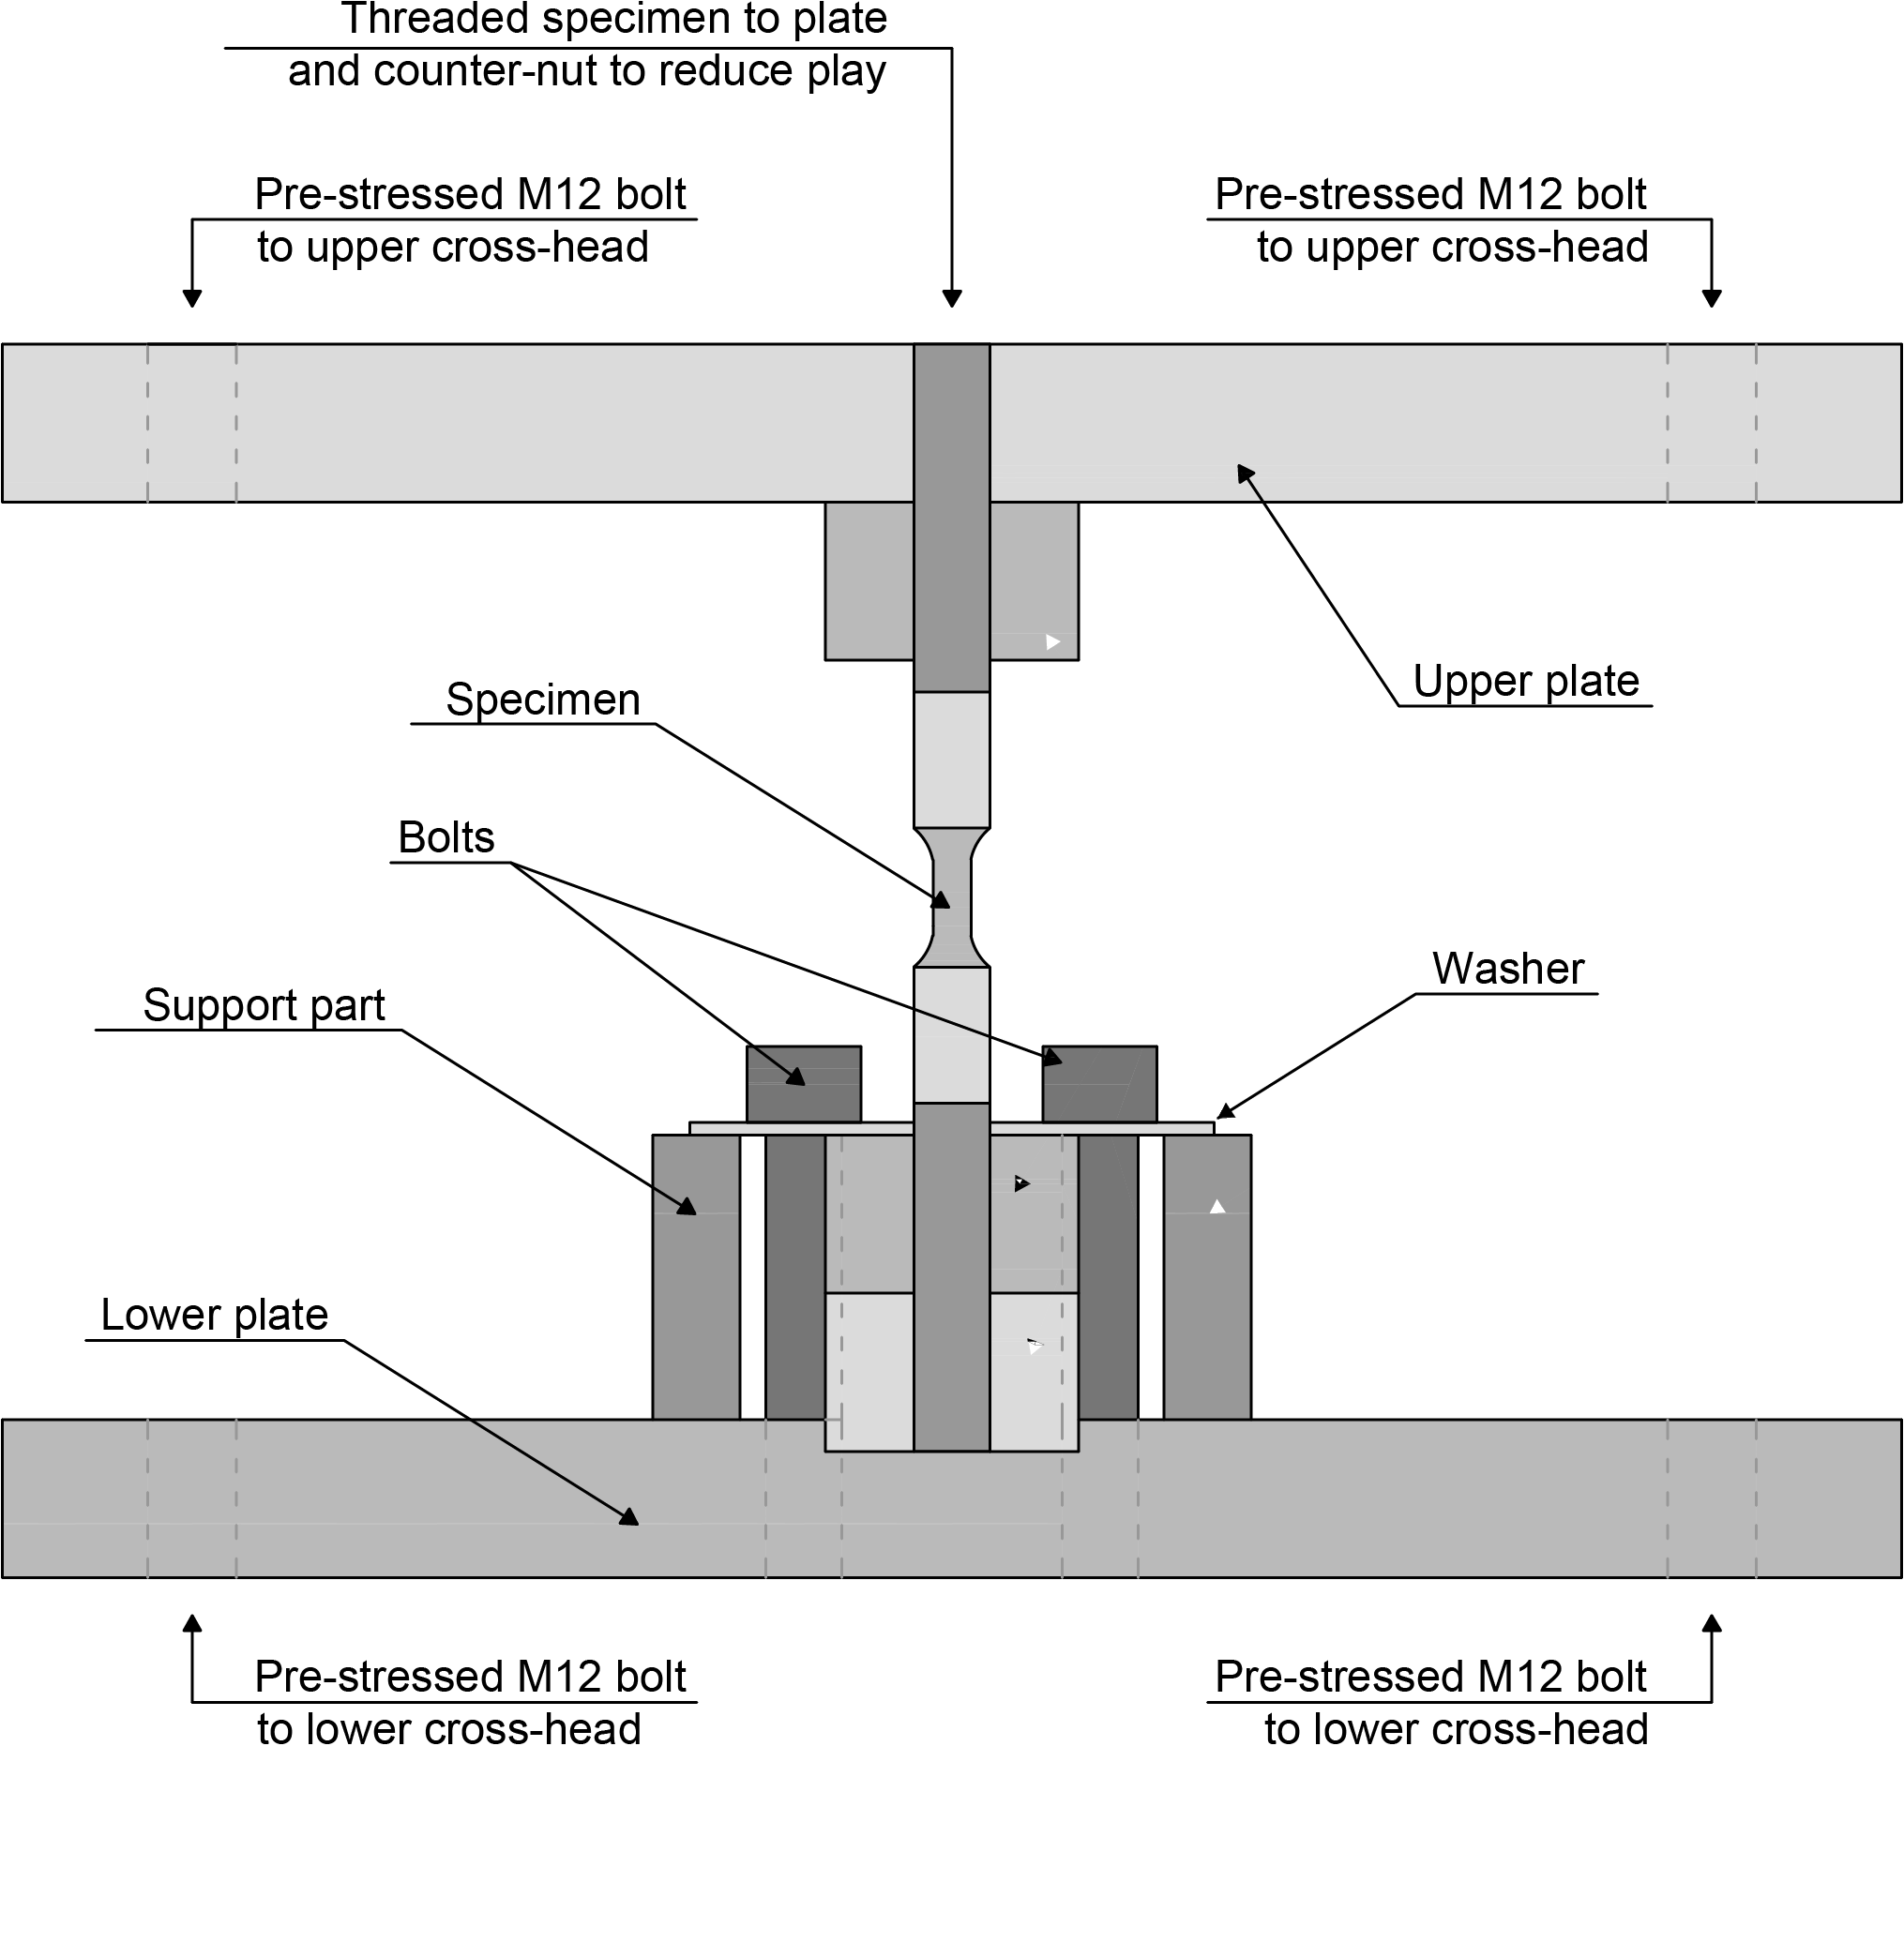 Threaded specimen to plate
and counter-nut to reduce play
Pre-stressed M12 bolt
to upper cross-head
Pre-stressed M12 bolt
to upper cross-head
Upper plate
Specimen
Bolts
Washer
Support part
Lower plate
Pre-stressed M12 bolt
to lower cross-head
Pre-stressed M12 bolt
to lower cross-head